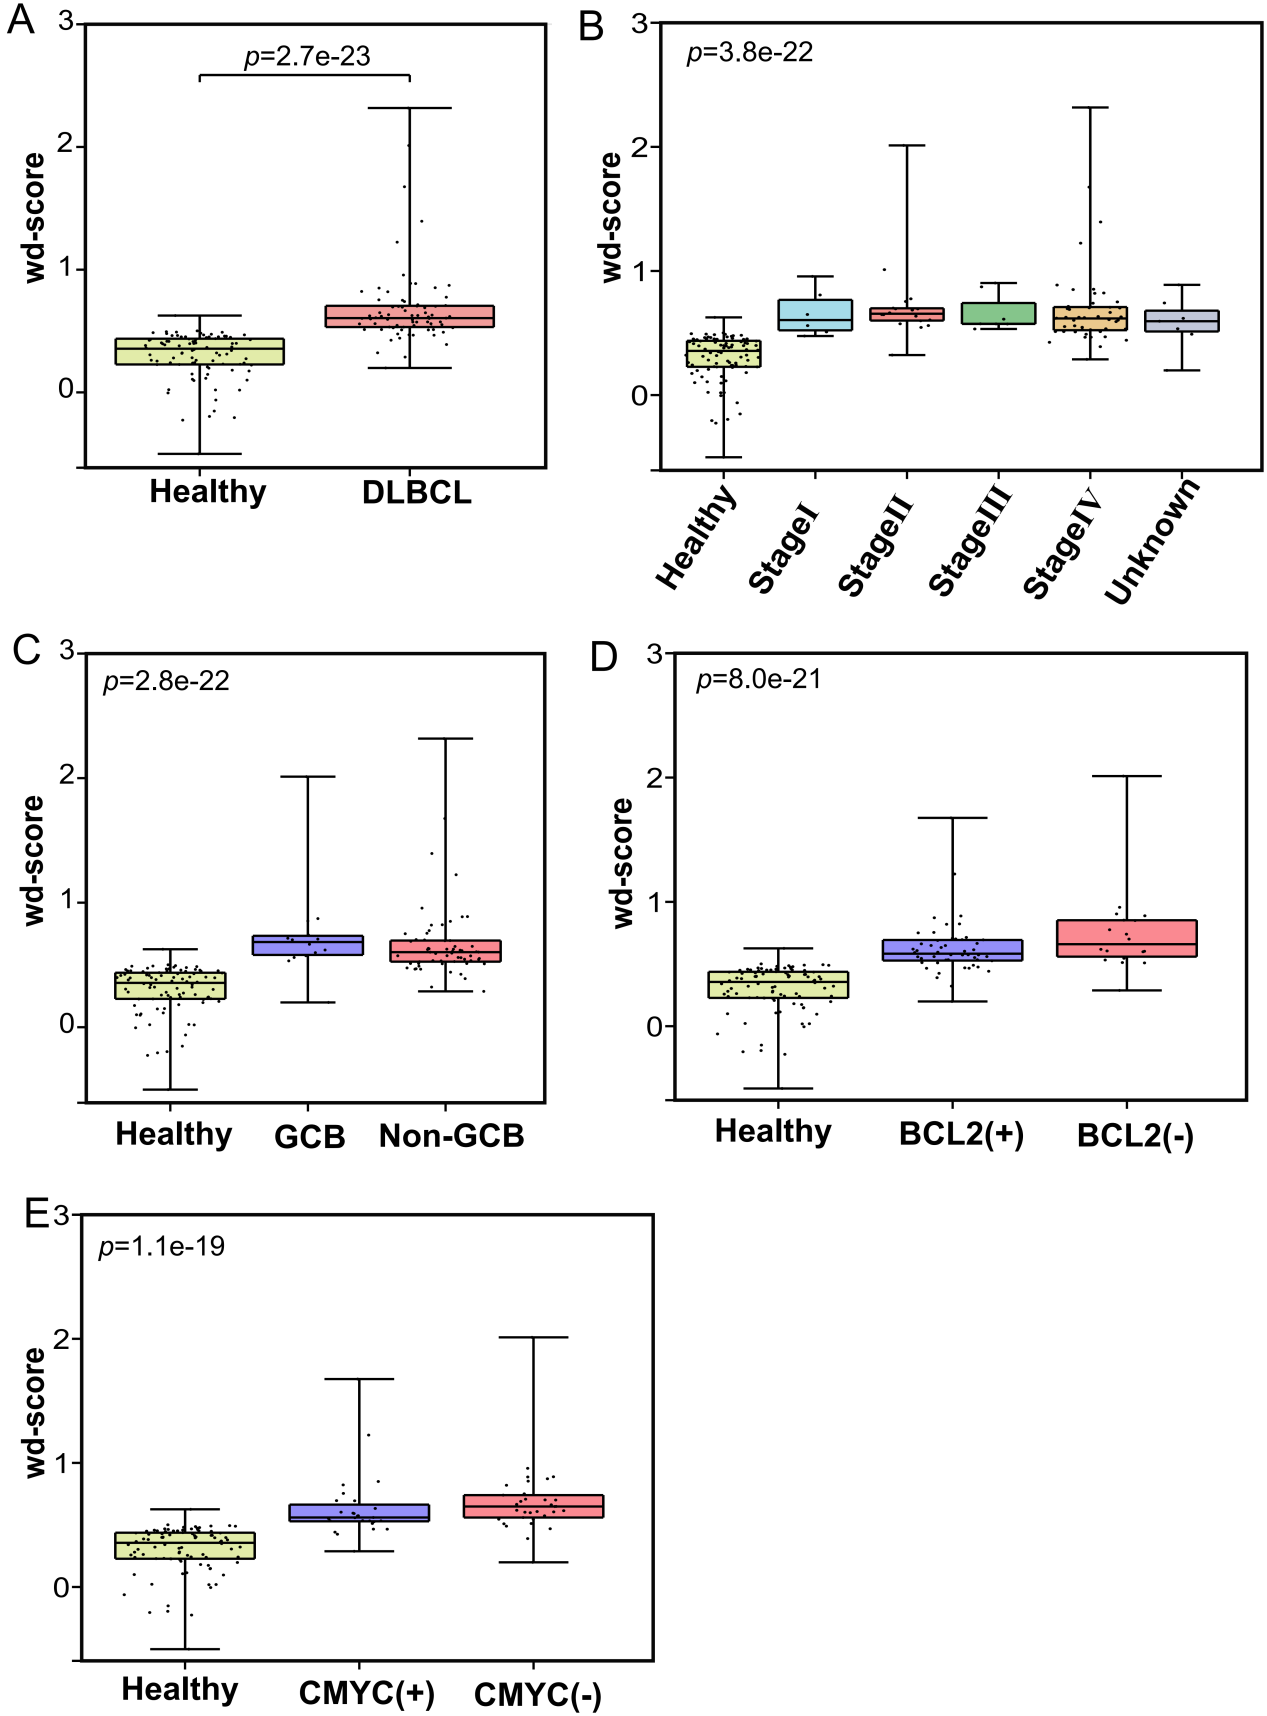 A
3
2
1
0
wd-score
p=2.7e-23
Healthy
DLBCL
B
3
2
1
0
wd-score
p=3.8e-22
Healthy
StageI
StageII
StageIII
StageIV
Unknown
C
3
2
1
0
wd-score
p=2.8e-22
Healthy
GCB
Non-GCB
D
3
2
1
0
wd-score
p=8.0e-21
Healthy
BCL2(+)
BCL2(-)
E
3
2
1
0
wd-score
p=1.1e-19
Healthy
CMYC(+)
CMYC(-)